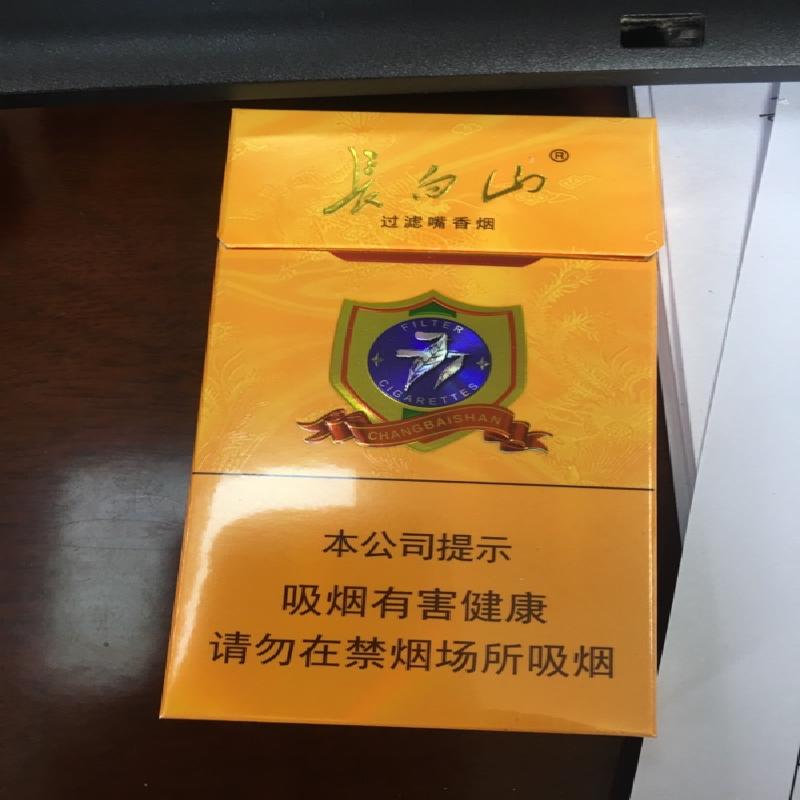 長白山®
过滤嘴香烟
FILTER
CIGARETTES
CHANGBAISHAN
本公司提示
吸烟有害健康
请勿在禁烟场所吸烟